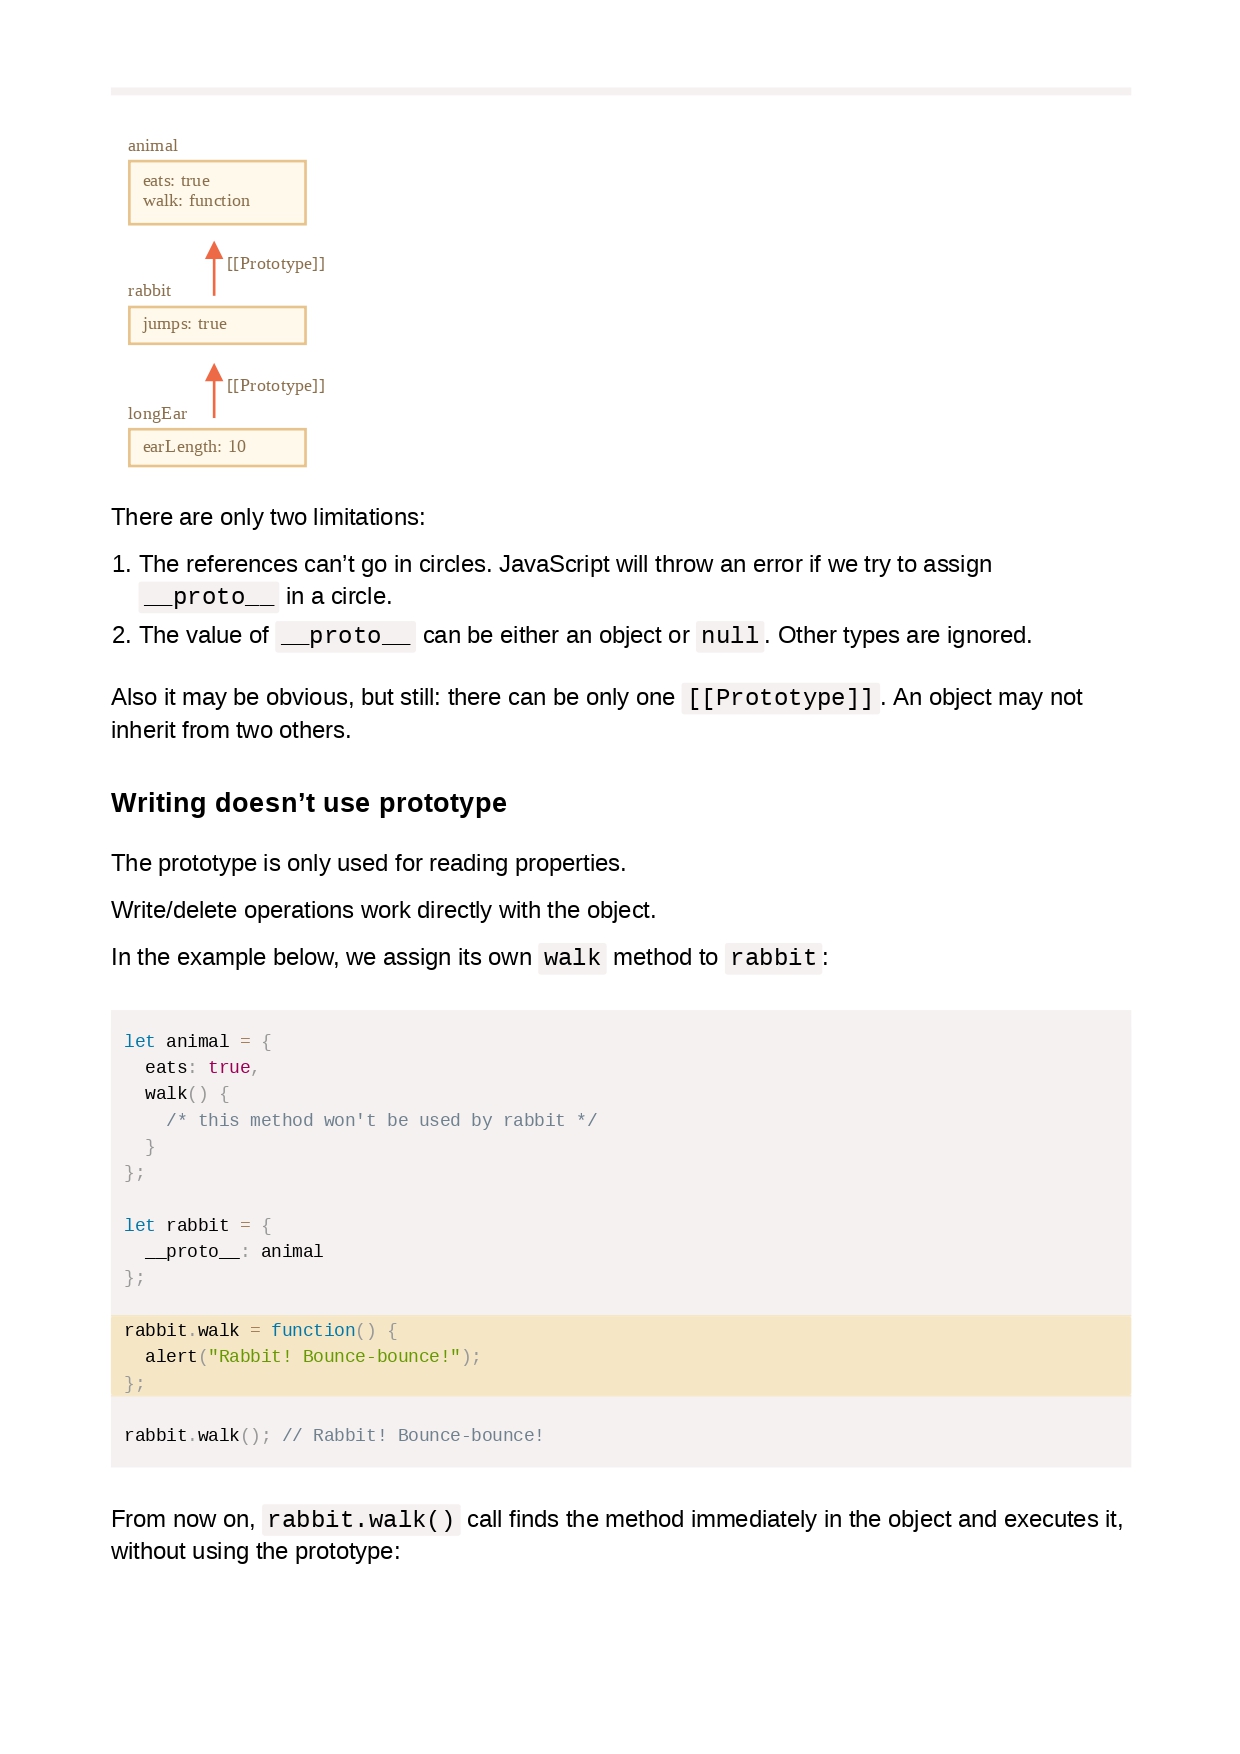 animal
eats: true
walk: function
[[Prototype]]
rabbit
jumps: true
[[Prototype]]
longEar
earLength: 10
There are only two limitations:
1. The references can’t go in circles. JavaScript will throw an error if we try to assign
__proto__ in a circle.
2. The value of __proto__ can be either an object or null. Other types are ignored.
Also it may be obvious, but still: there can be only one [[Prototype]]. An object may not
inherit from two others.
Writing doesn’t use prototype
The prototype is only used for reading properties.
Write/delete operations work directly with the object.
In the example below, we assign its own walk method to rabbit:
let animal = {
  eats: true,
  walk() {
    /* this method won't be used by rabbit */
  }
};
let rabbit = {
  __proto__: animal
};
rabbit.walk = function() {
  alert("Rabbit! Bounce-bounce!");
};
rabbit.walk(); // Rabbit! Bounce-bounce!
From now on, rabbit.walk() call finds the method immediately in the object and executes it,
without using the prototype: